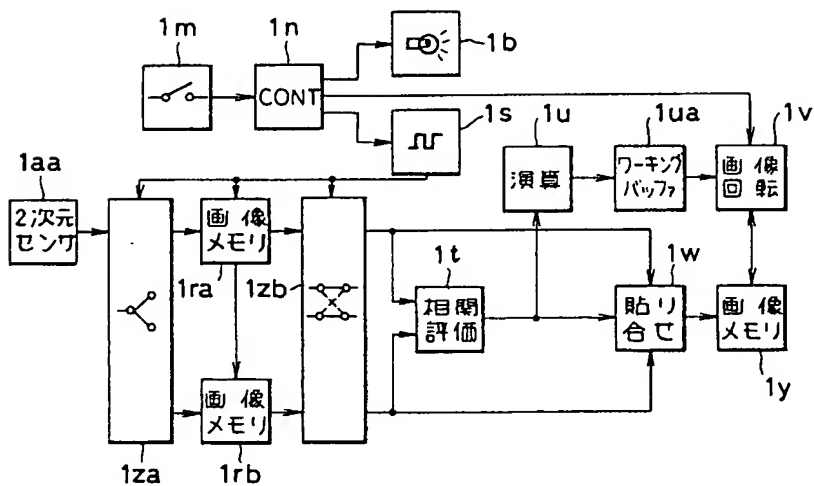 1m
1n
1b
CONT
1s
1u
1ua
1v
1aa
演算
ワーキング
バッファ
画像
回転
2次元
センサ
画像
メモリ
1ra
1zb
1t
1w
相関
評価
貼り
合せ
画像
メモリ
1y
画像
メモリ
1za
1rb